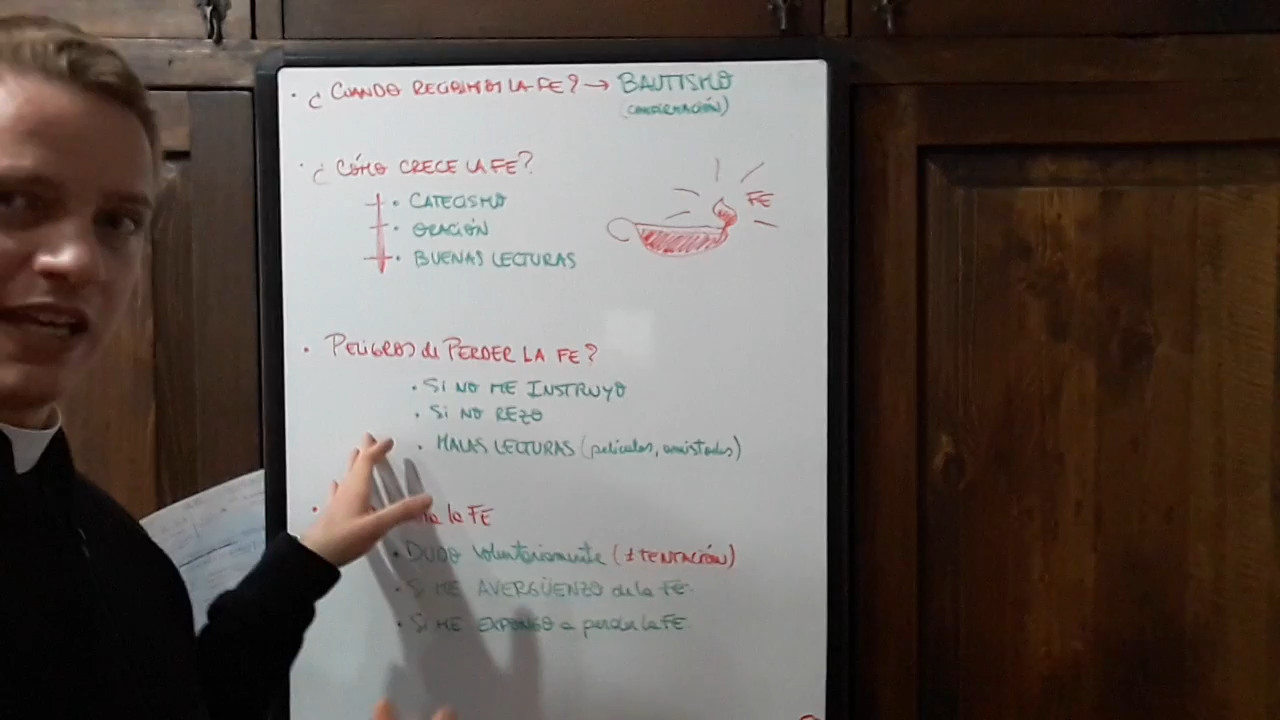 · ¿ CUANDO RECIBIMOS LA FE? → BAUTISMO
(CONFIRMACIÓN)
· ¿ CÓMO CRECE LA FE?
· CATECISMO
· ORACIÓN
· BUENAS LECTURAS
FE
· PELIGROS de PERDER LA FE?
· SI NO ME INSTRUYO
· SI NO REZO
· MALAS LECTURAS (películas, amistades)
la FE
· DUDO voluntariamente (≠ TENTACIÓN)
· SI ME AVERGÜENZO de la FE.
· SI ME EXPONGO a perder la FE